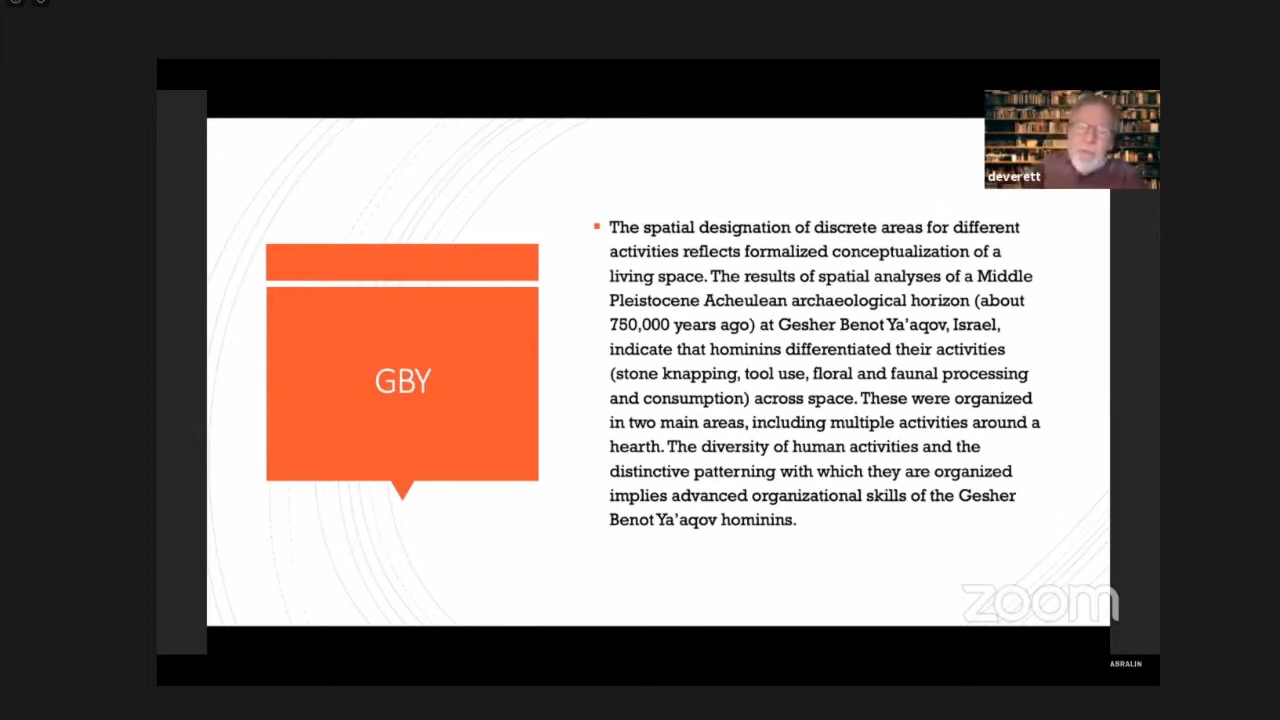 deverett
GBY
The spatial designation of discrete areas for different
activities reflects formalized conceptualization of a
living space. The results of spatial analyses of a Middle
Pleistocene Acheulean archaeological horizon (about
750,000 years ago) at Gesher Benot Ya’aqov, Israel,
indicate that hominins differentiated their activities
(stone knapping, tool use, floral and faunal processing
and consumption) across space. These were organized
in two main areas, including multiple activities around a
hearth. The diversity of human activities and the
distinctive patterning with which they are organized
implies advanced organizational skills of the Gesher
Benot Ya’aqov hominins.
zoom
ABRALIN